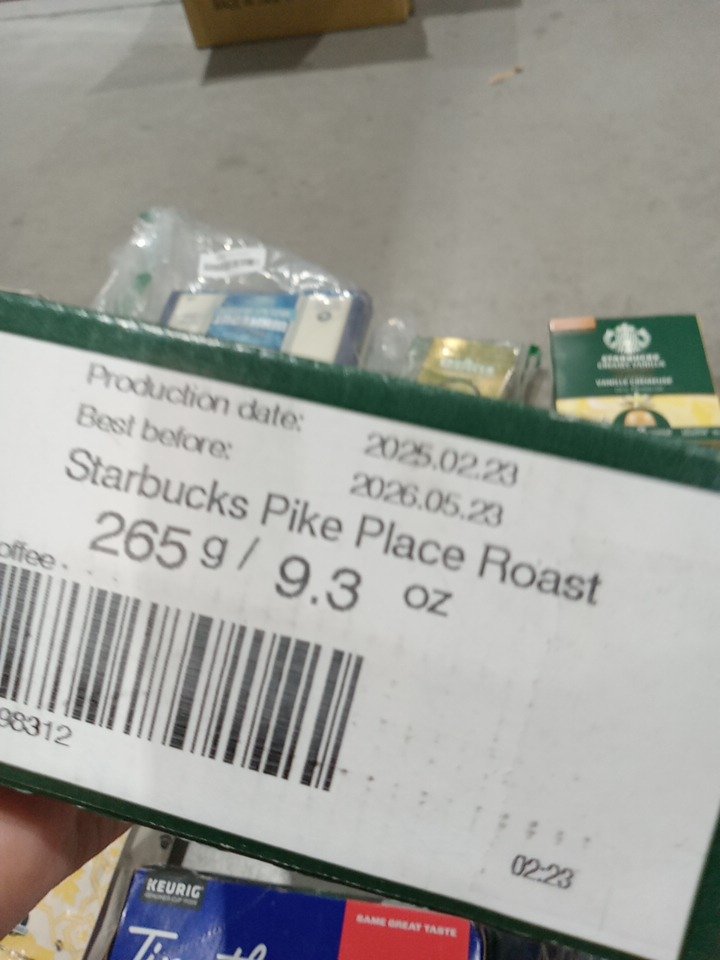 STARBUCKS
Production date: 2025.02.23
Best before: 2026.05.23
Starbucks Pike Place Roast
265 g / 9.3 oz
offee.
98312
02:23
KEURIG
SAME GREAT TASTE